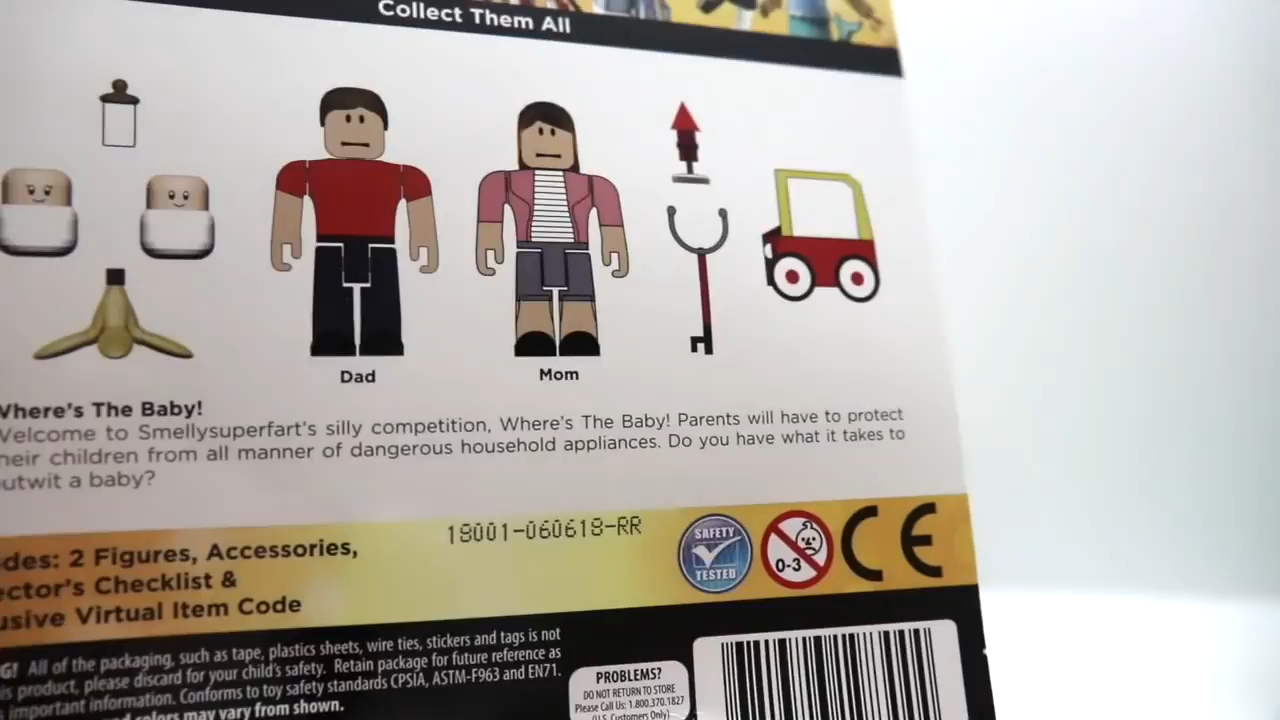 Collect Them All
Dad
Mom
Where's The Baby!
Welcome to Smellysuperfart's silly competition, Where's The Baby! Parents will have to protect
their children from all manner of dangerous household appliances. Do you have what it takes to
outwit a baby?
18001-060618-RR
SAFETY
TESTED
0-3
CE
des: 2 Figures, Accessories,
ector's Checklist &
usive Virtual Item Code
G! All of the packaging, such as tape, plastics sheets, wire ties, stickers and tags is not
is product, please discard for your child's safety. Retain package for future reference as
important information. Conforms to toy safety standards CPSIA, ASTM-F963 and EN71.
colors may vary from shown.
PROBLEMS?
DO NOT RETURN TO STORE
Please Call Us: 1.800.370.1827
(U.S. Customers Only)